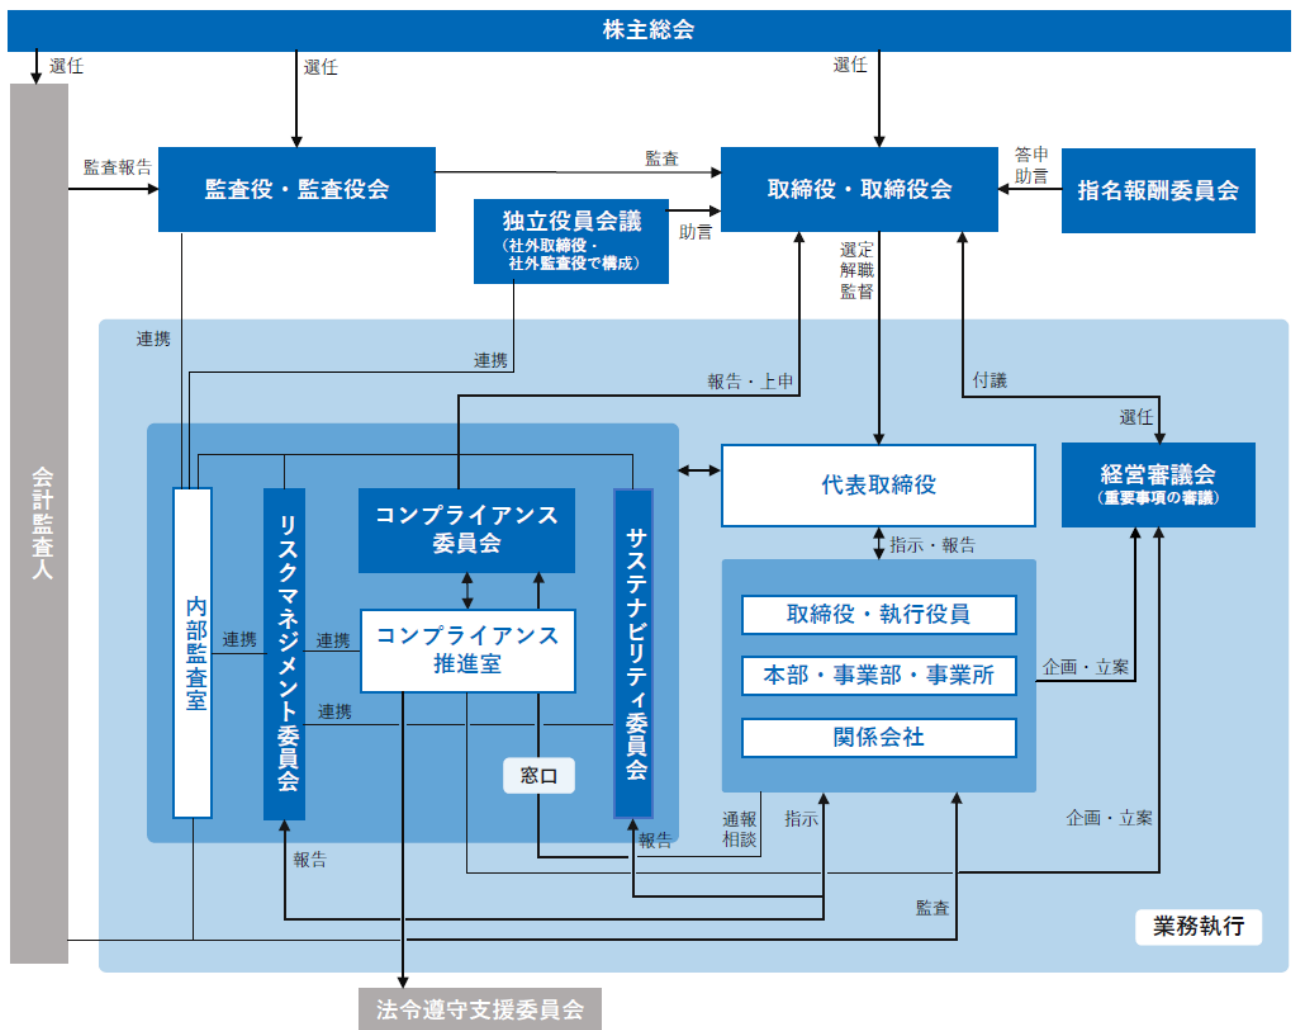 株主総会
選任
選任
選任
監査報告
監査役・監査役会
監査
取締役・取締役会
答申
助言
指名報酬委員会
独立役員会議
(社外取締役・
社外監査役で構成)
助言
選定
解職
監督
連携
連携
報告・上申
付議
選任
会計監査人
内部監査室
リスクマネジメント委員会
コンプライアンス
委員会
サステナビリティ委員会
代表取締役
経営審議会
(重要事項の審議)
指示・報告
連携
連携
コンプライアンス
推進室
取締役・執行役員
本部・事業部・事業所
関係会社
企画・立案
連携
窓口
通報
相談
指示
企画・立案
報告
報告
監査
業務執行
法令遵守支援委員会